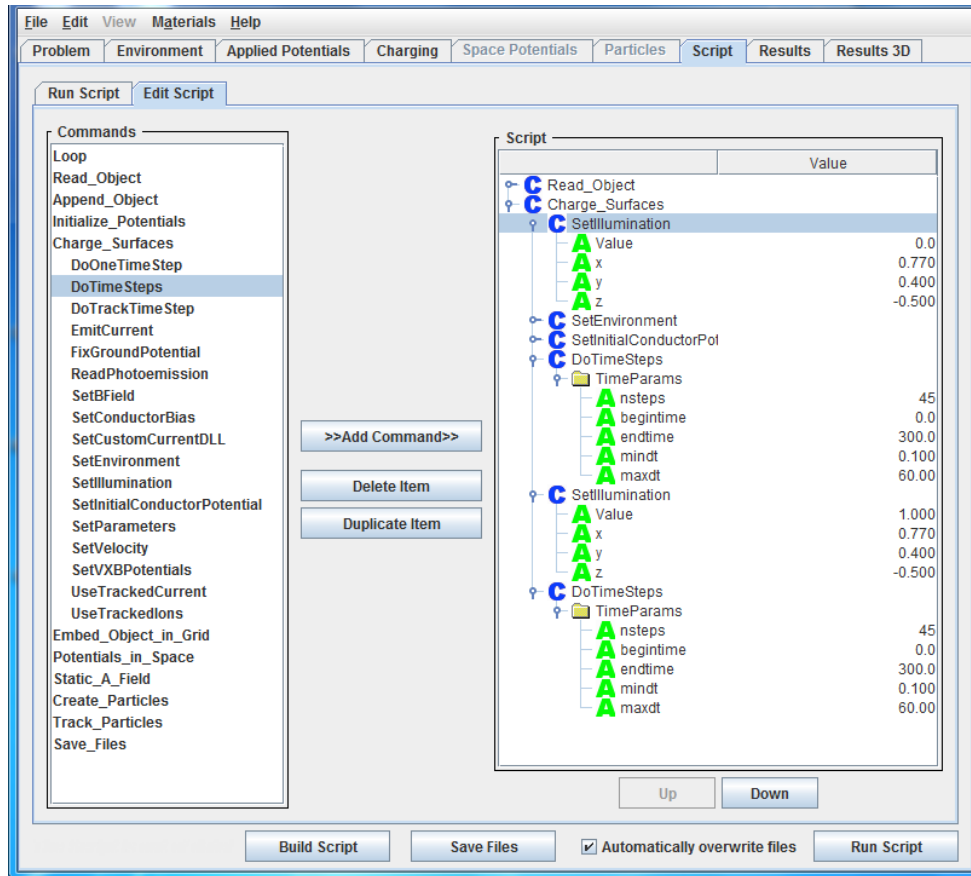 File Edit View Materials Help
Problem Environment Applied Potentials Charging Space Potentials Particles Script Results Results 3D
Run Script Edit Script
Commands
Loop
Read_Object
Append_Object
Initialize_Potentials
Charge_Surfaces
DoOneTimeStep
DoTimeSteps
DoTrackTimeStep
EmitCurrent
FixGroundPotential
ReadPhotoemission
SetBField
SetConductorBias
SetCustomCurrentDLL
SetEnvironment
SetIllumination
SetInitialConductorPotential
SetParameters
SetVelocity
SetVXBPotentials
UseTrackedCurrent
UseTrackedIons
Embed_Object_in_Grid
Potentials_in_Space
Static_A_Field
Create_Particles
Track_Particles
Save_Files
>>Add Command>>
Delete Item
Duplicate Item
Script
Value
C Read_Object
C Charge_Surfaces
C SetIllumination
A Value 0.0
A x 0.770
A y 0.400
A z -0.500
C SetEnvironment
C SetInitialConductorPot
C DoTimeSteps
TimeParams
A nsteps 45
A begintime 0.0
A endtime 300.0
A mindt 0.100
A maxdt 60.00
C SetIllumination
A Value 1.000
A x 0.770
A y 0.400
A z -0.500
C DoTimeSteps
TimeParams
A nsteps 45
A begintime 0.0
A endtime 300.0
A mindt 0.100
A maxdt 60.00
Up Down
Build Script Save Files Automatically overwrite files Run Script